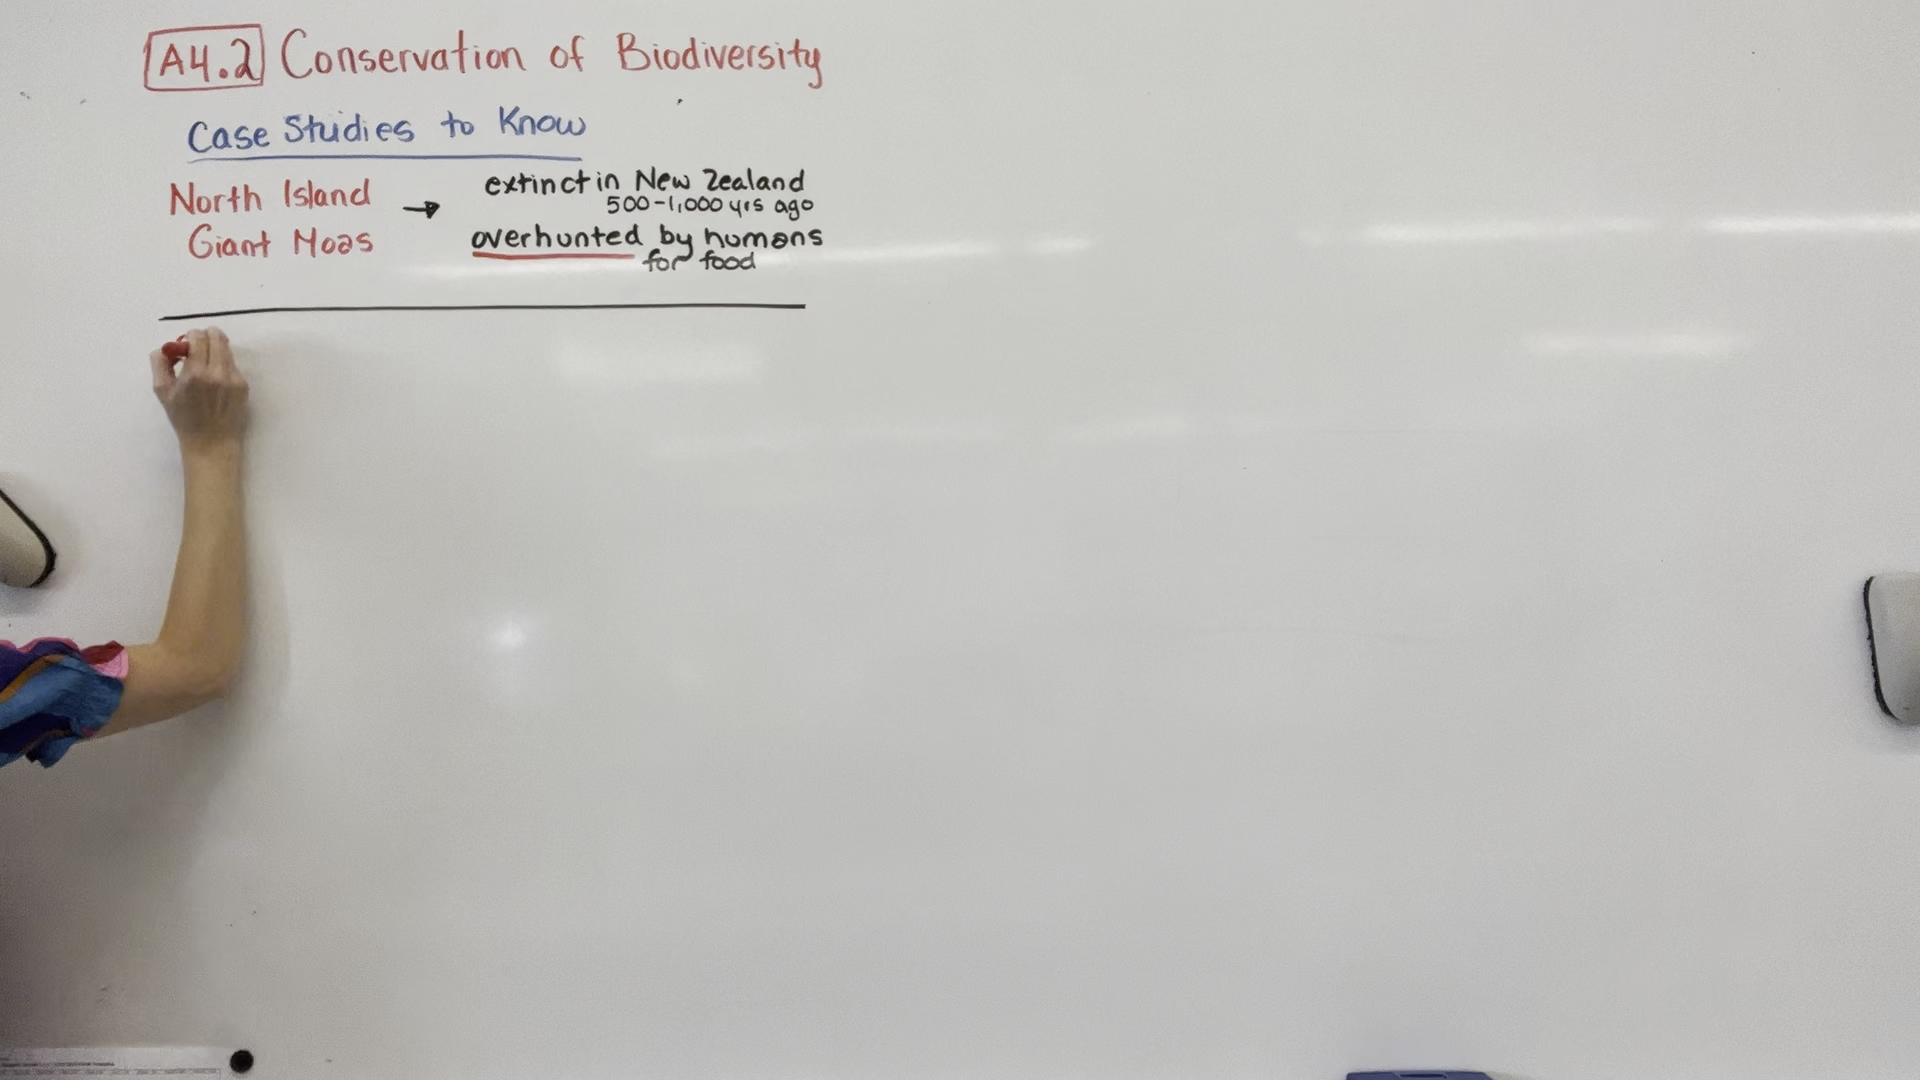 A4.2 Conservation of Biodiversity
Case Studies to Know
North Island
Giant Moas
→ extinct in New Zealand
500-1,000 yrs ago
overhunted by humans
for food